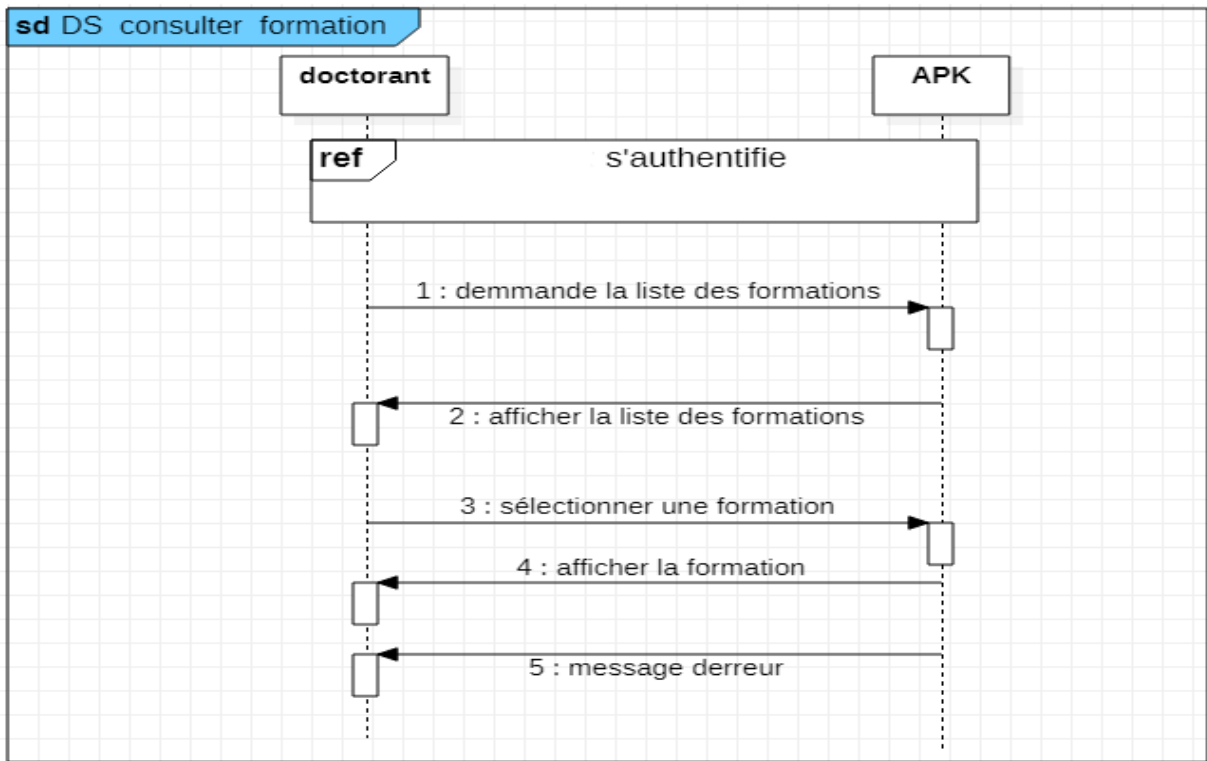 sd DS consulter formation
doctorant
APK
ref
s'authentifie
1 : demmande la liste des formations
2 : afficher la liste des formations
3 : sélectionner une formation
4 : afficher la formation
5 : message derreur